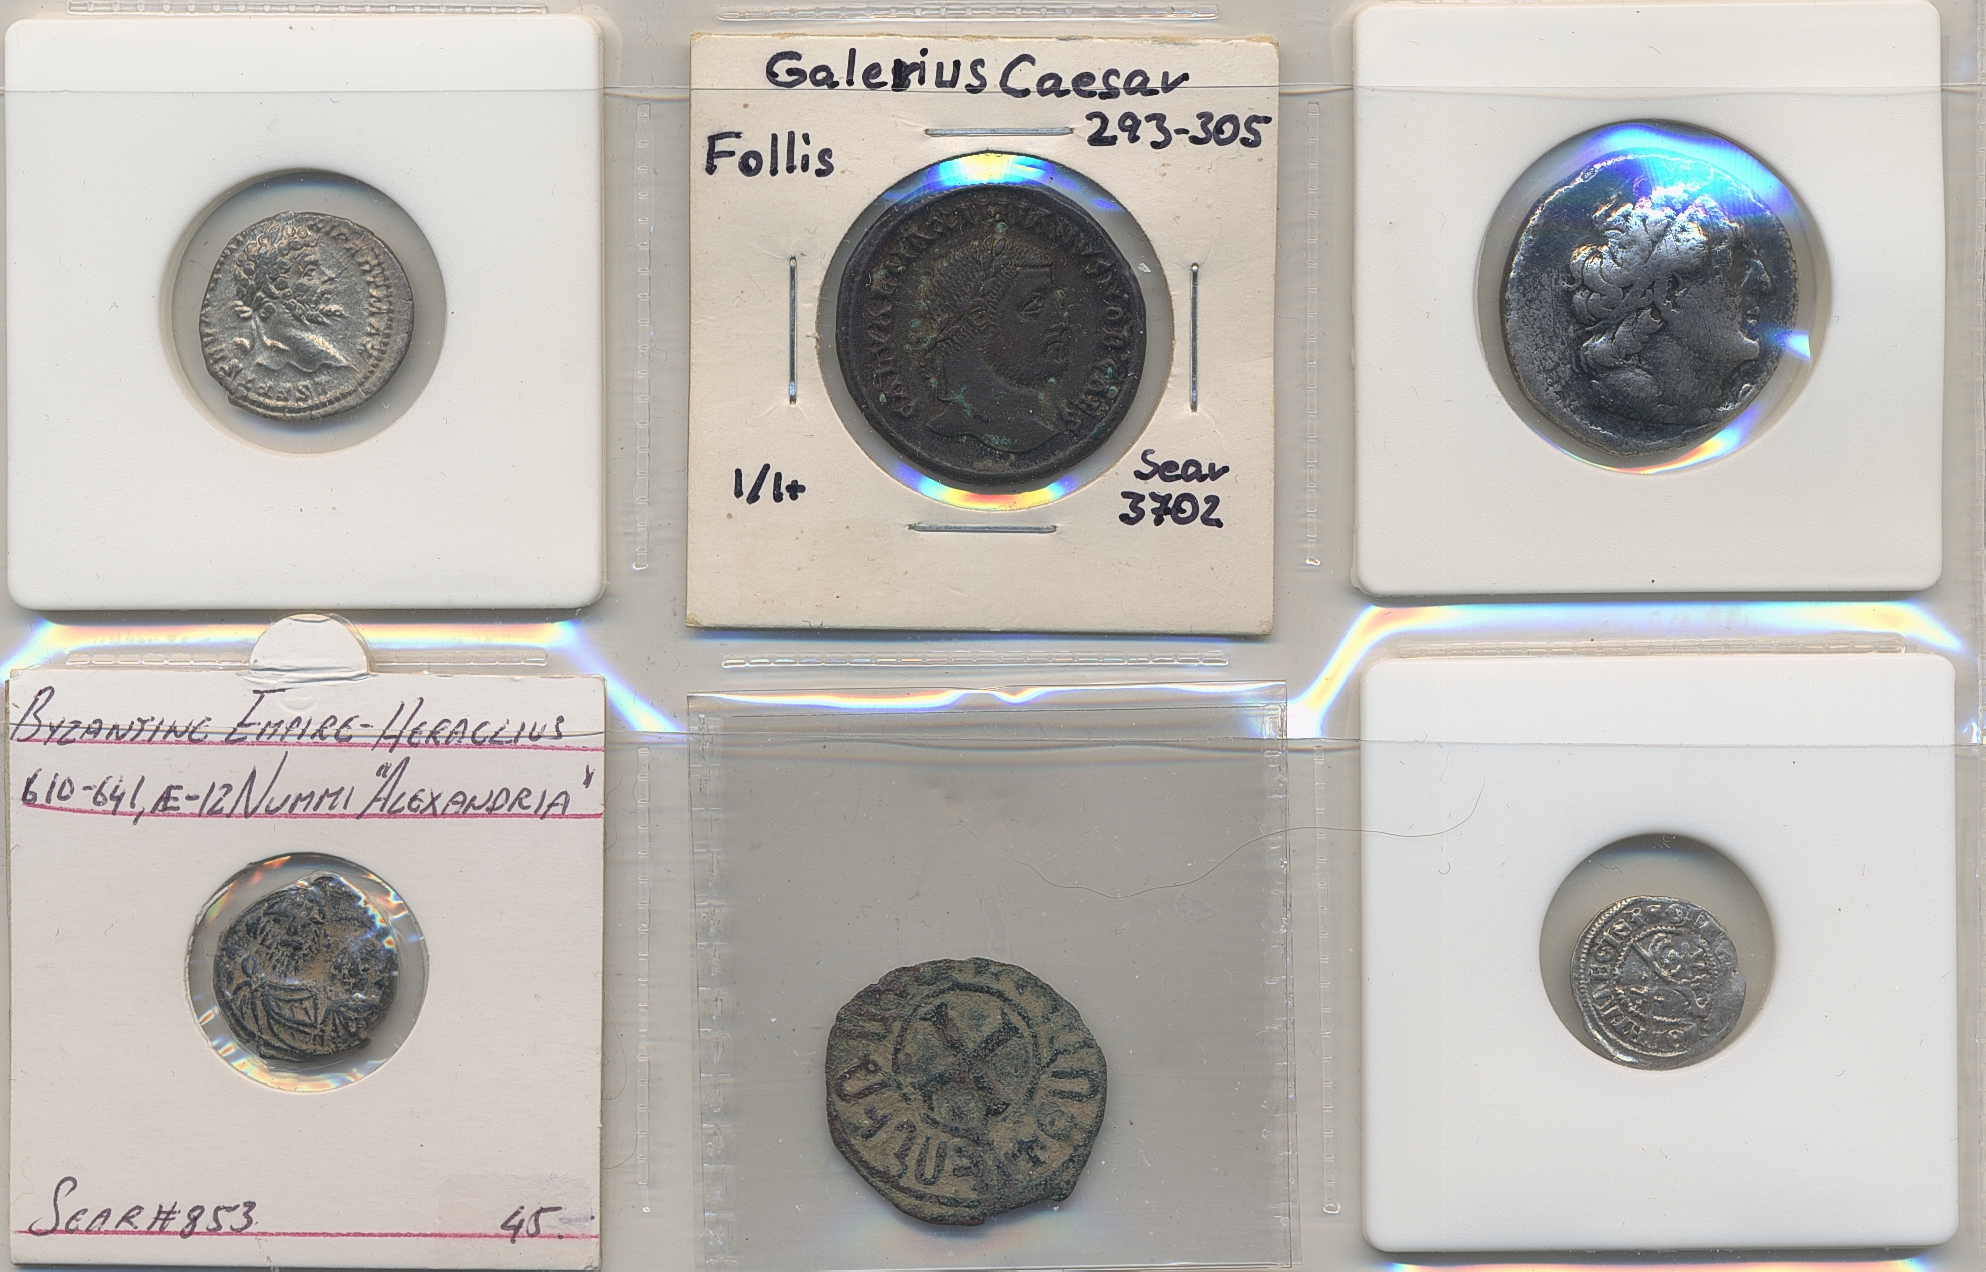 Galerius Caesar
293-305
Follis
1/1+
Sear
3702
BYZANTINE EMPIRE-HERACLIUS
610-641, Æ-12 NUMMI "ALEXANDRIA"
SEAR#853
45.